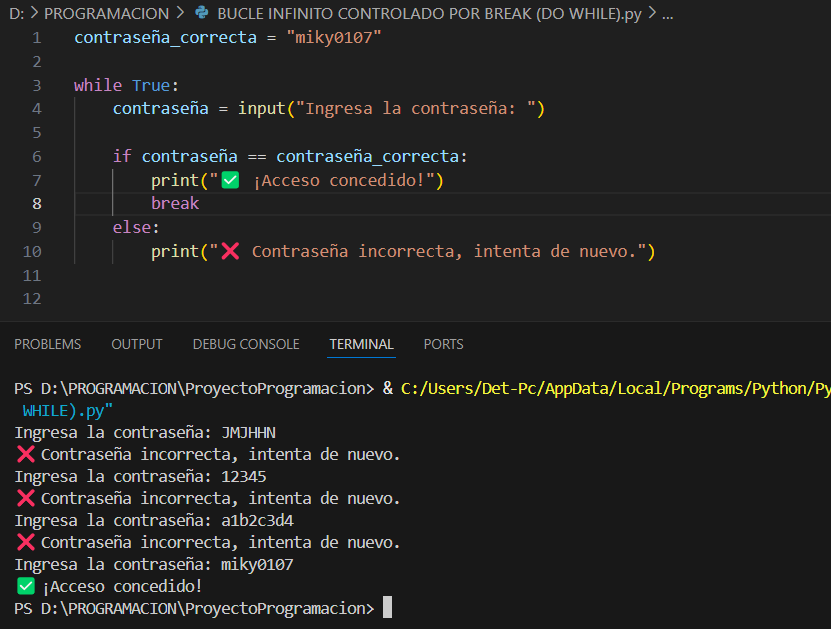 D: > PROGRAMACION > BUCLE INFINITO CONTROLADO POR BREAK (DO WHILE).py > ...
1 contraseña_correcta = "miky0107"
2
3 while True:
4     contraseña = input("Ingresa la contraseña: ")
5
6     if contraseña == contraseña_correcta:
7         print("✅ ¡Acceso concedido!")
8         break
9     else:
10         print("❌ Contraseña incorrecta, intenta de nuevo.")
11
12
PROBLEMS OUTPUT DEBUG CONSOLE TERMINAL PORTS
PS D:\PROGRAMACION\ProyectoProgramacion> & C:/Users/Det-Pc/AppData/Local/Programs/Python/Py
WHILE).py"
Ingresa la contraseña: JMJHHN
❌ Contraseña incorrecta, intenta de nuevo.
Ingresa la contraseña: 12345
❌ Contraseña incorrecta, intenta de nuevo.
Ingresa la contraseña: a1b2c3d4
❌ Contraseña incorrecta, intenta de nuevo.
Ingresa la contraseña: miky0107
✅ ¡Acceso concedido!
PS D:\PROGRAMACION\ProyectoProgramacion>